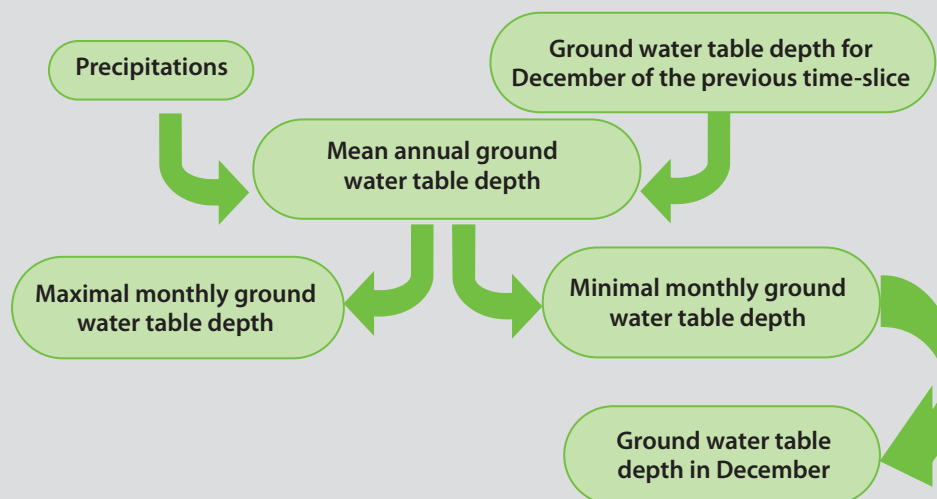 Precipitations
Ground water table depth for
December of the previous time-slice
Mean annual ground
water table depth
Maximal monthly ground
water table depth
Minimal monthly ground
water table depth
Ground water table
depth in December